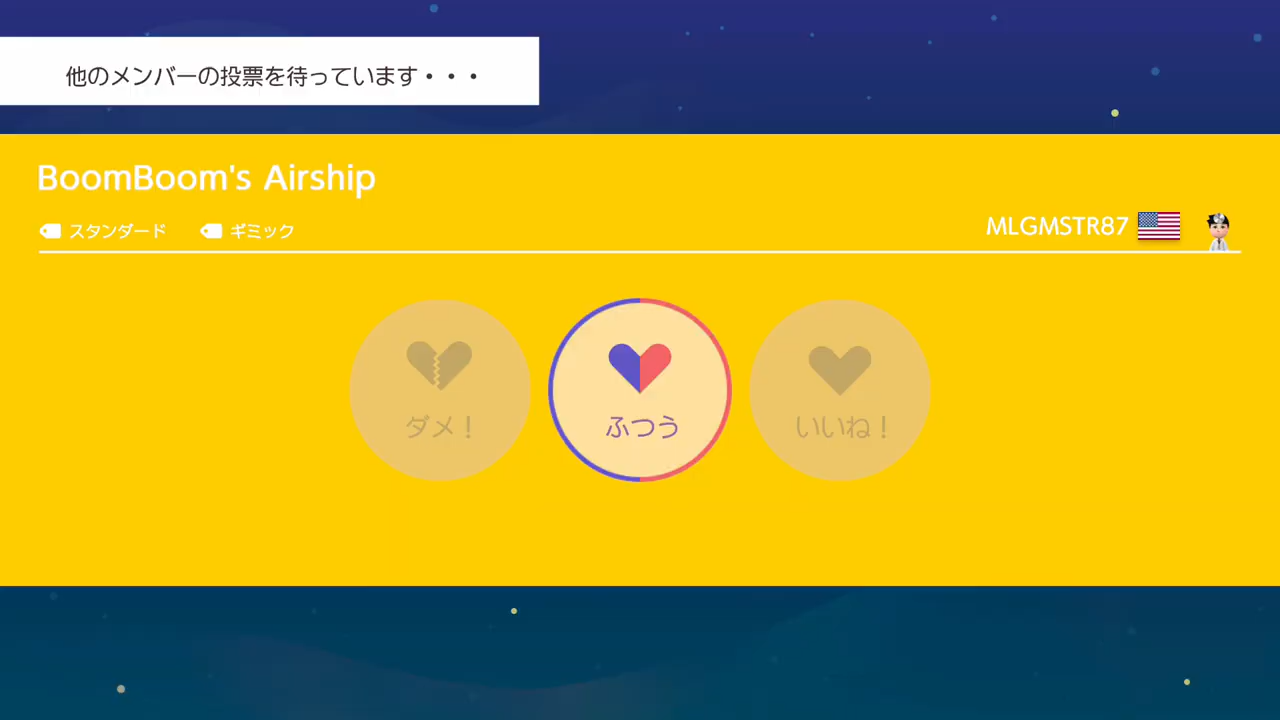 他のメンバーの投票を待っています・・・
BoomBoom's Airship
スタンダード ギミック
MLGMSTR87
ダメ！ ふつう いいね！